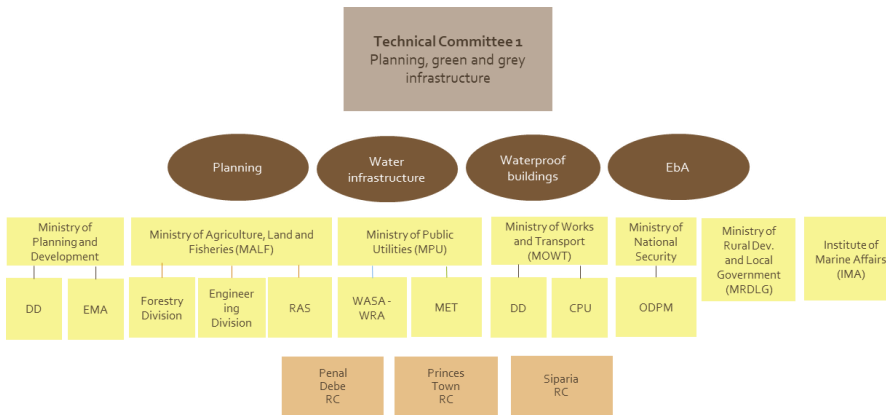 Technical Committee 1
Planning, green and grey
infrastructure
Planning
Water
infrastructure
Waterproof
buildings
EbA
Ministry of
Planning and
Development
Ministry of Agriculture, Land and
Fisheries (MALF)
Ministry of Public
Utilities (MPU)
Ministry of Works
and Transport
(MOWT)
Ministry of
National
Security
Ministry of
Rural Dev.
and Local
Government
(MRDLG)
Institute of
Marine Affairs
(IMA)
DD
EMA
Forestry
Division
Engineer
ing
Division
RAS
WASA -
WRA
MET
DD
CPU
ODPM
Penal
Debe
RC
Princes
Town
RC
Siparia
RC